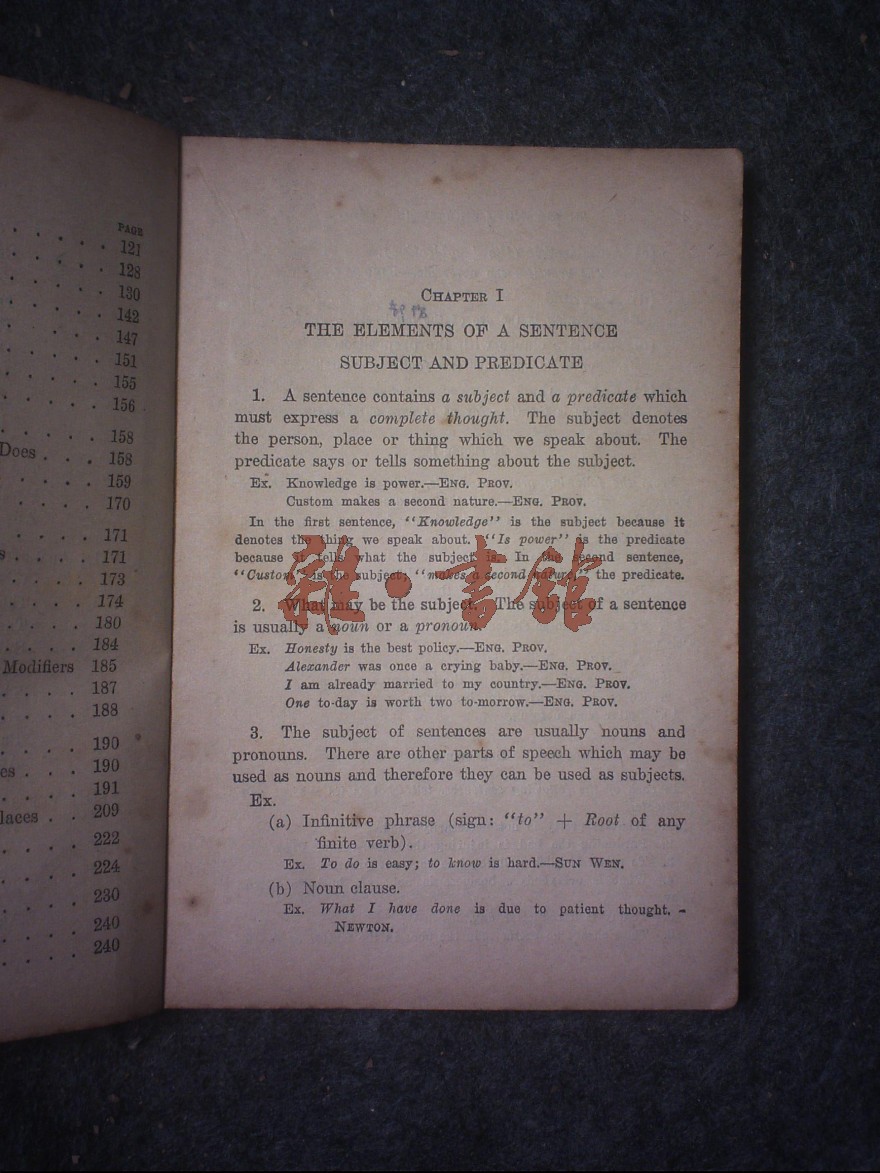 PAGE
121
128
130
142
147
151
155
156
158
Does . . . 158
159
170
171
s . . . . 171
173
174
180
184
Modifiers 185
187
188
190
es . . . 190
191
laces . . 209
222
224
230
240
240
CHAPTER I
THE ELEMENTS OF A SENTENCE
SUBJECT AND PREDICATE
1. A sentence contains a subject and a predicate which
must express a complete thought. The subject denotes
the person, place or thing which we speak about. The
predicate says or tells something about the subject.
Ex. Knowledge is power.—ENG. PROV.
Custom makes a second nature.—ENG. PROV.
In the first sentence, "Knowledge" is the subject because it
denotes the thing we speak about. "Is power" is the predicate
because it tells what the subject is. In the second sentence,
"Custom" is the subject; "makes a second nature," the predicate.
雜·書館
2. What may be the subject. The subject of a sentence
is usually a noun or a pronoun.
Ex. Honesty is the best policy.—ENG. PROV.
Alexander was once a crying baby.—ENG. PROV.
I am already married to my country.—ENG. PROV.
One to-day is worth two to-morrow.—ENG. PROV.
3. The subject of sentences are usually nouns and
pronouns. There are other parts of speech which may be
used as nouns and therefore they can be used as subjects.
Ex.
(a) Infinitive phrase (sign: "to" + Root of any
finite verb).
Ex. To do is easy; to know is hard.—SUN WEN.
(b) Noun clause.
Ex. What I have done is due to patient thought. -
NEWTON.